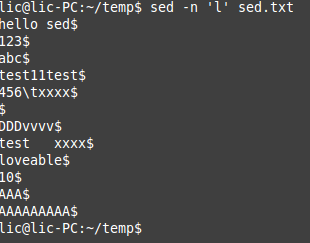 lic@lic-PC:~/temp$ sed -n 'l' sed.txt
hello sed$
123$
abc$
test11test$
456\txxxx$
$
DDDvvvv$
test   xxxx$
loveable$
10$
AAA$
AAAAAAAAA$
lic@lic-PC:~/temp$